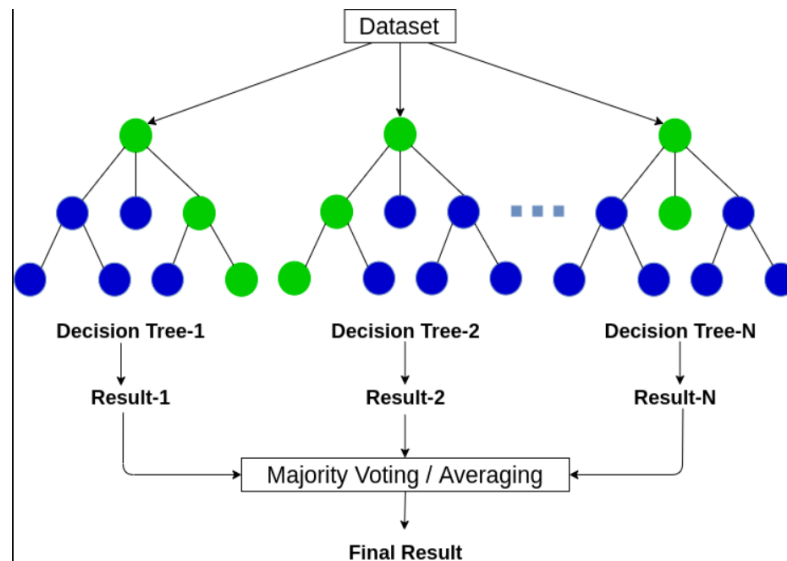 Dataset
Decision Tree-1
Decision Tree-2
Decision Tree-N
Result-1
Result-2
Result-N
Majority Voting / Averaging
Final Result